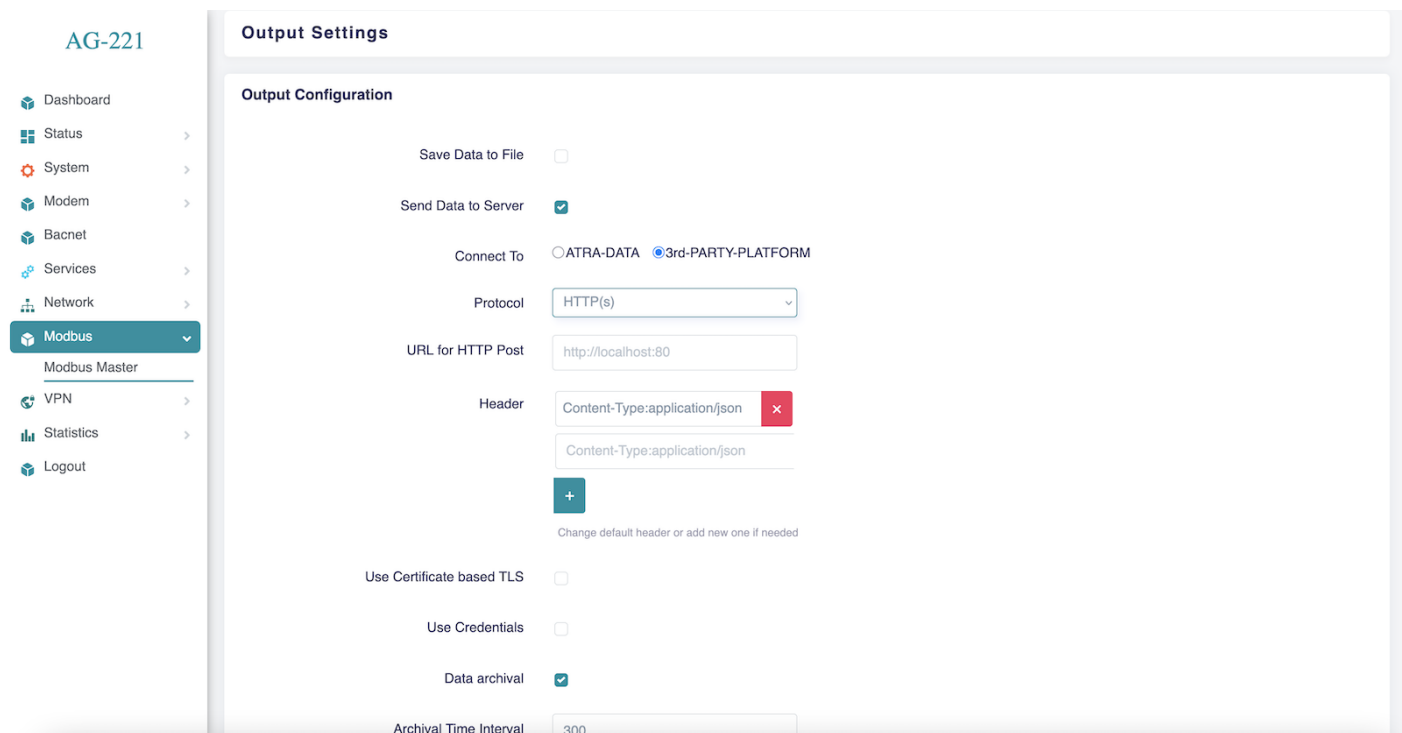 AG-221
Dashboard
Status
System
Modem
Bacnet
Services
Network
Modbus
Modbus Master
VPN
Statistics
Logout
Output Settings
Output Configuration
Save Data to File
Send Data to Server
Connect To ATRA-DATA 3rd-PARTY-PLATFORM
Protocol HTTP(s)
URL for HTTP Post http://localhost:80
Header Content-Type:application/json
Content-Type:application/json
+
Change default header or add new one if needed
Use Certificate based TLS
Use Credentials
Data archival
Archival Time Interval 300